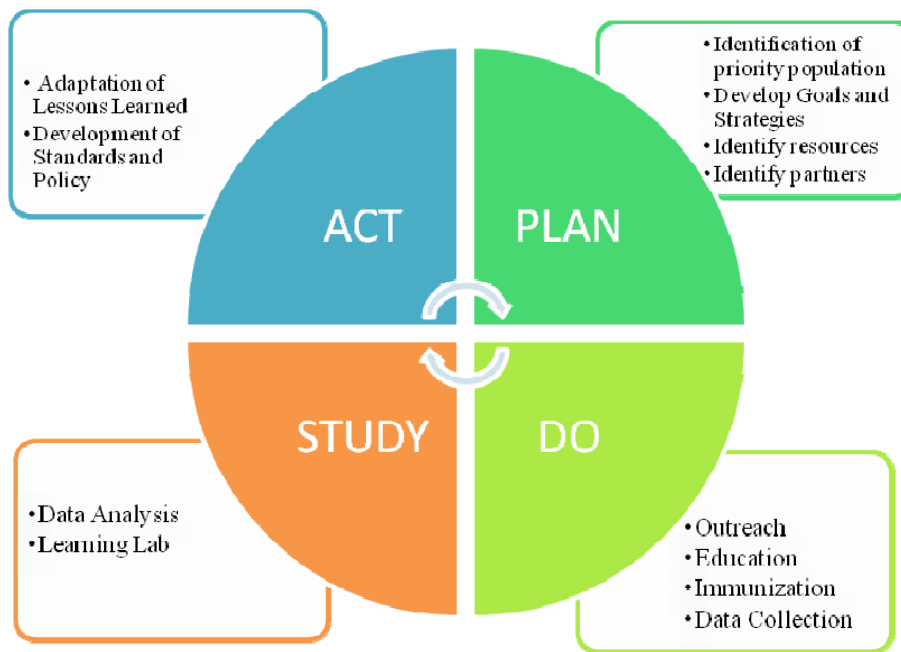 • Adaptation of
Lessons Learned
• Development of
Standards and
Policy
• Identification of
priority population
• Develop Goals and
Strategies
• Identify resources
• Identify partners
ACT
PLAN
STUDY
DO
• Data Analysis
• Learning Lab
• Outreach
• Education
• Immunization
• Data Collection